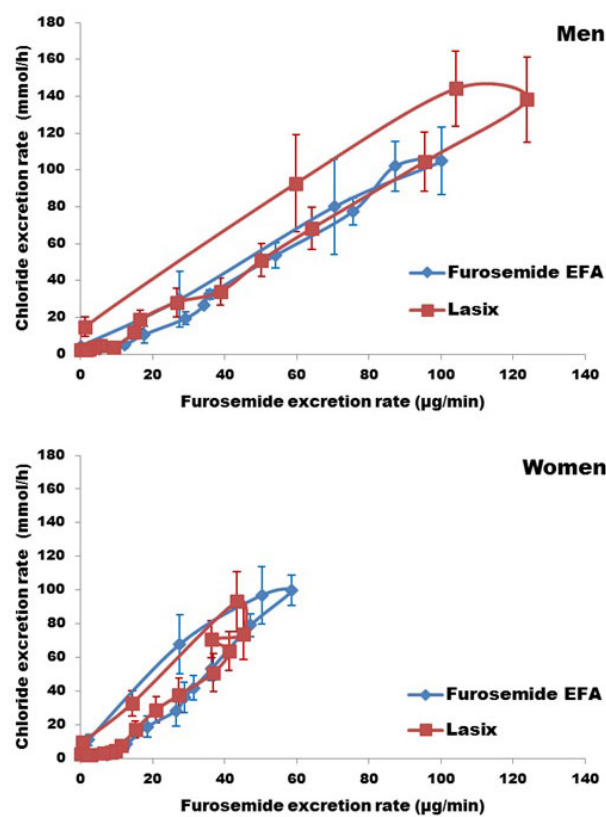 Men
Chloride excretion rate (mmol/h)
180
160
140
120
100
80
60
40
20
0
Furosemide EFA
Lasix
0 20 40 60 80 100 120 140
Furosemide excretion rate (µg/min)
Women
Chloride excretion rate (mmol/h)
180
160
140
120
100
80
60
40
20
0
Furosemide EFA
Lasix
0 20 40 60 80 100 120 140
Furosemide excretion rate (µg/min)